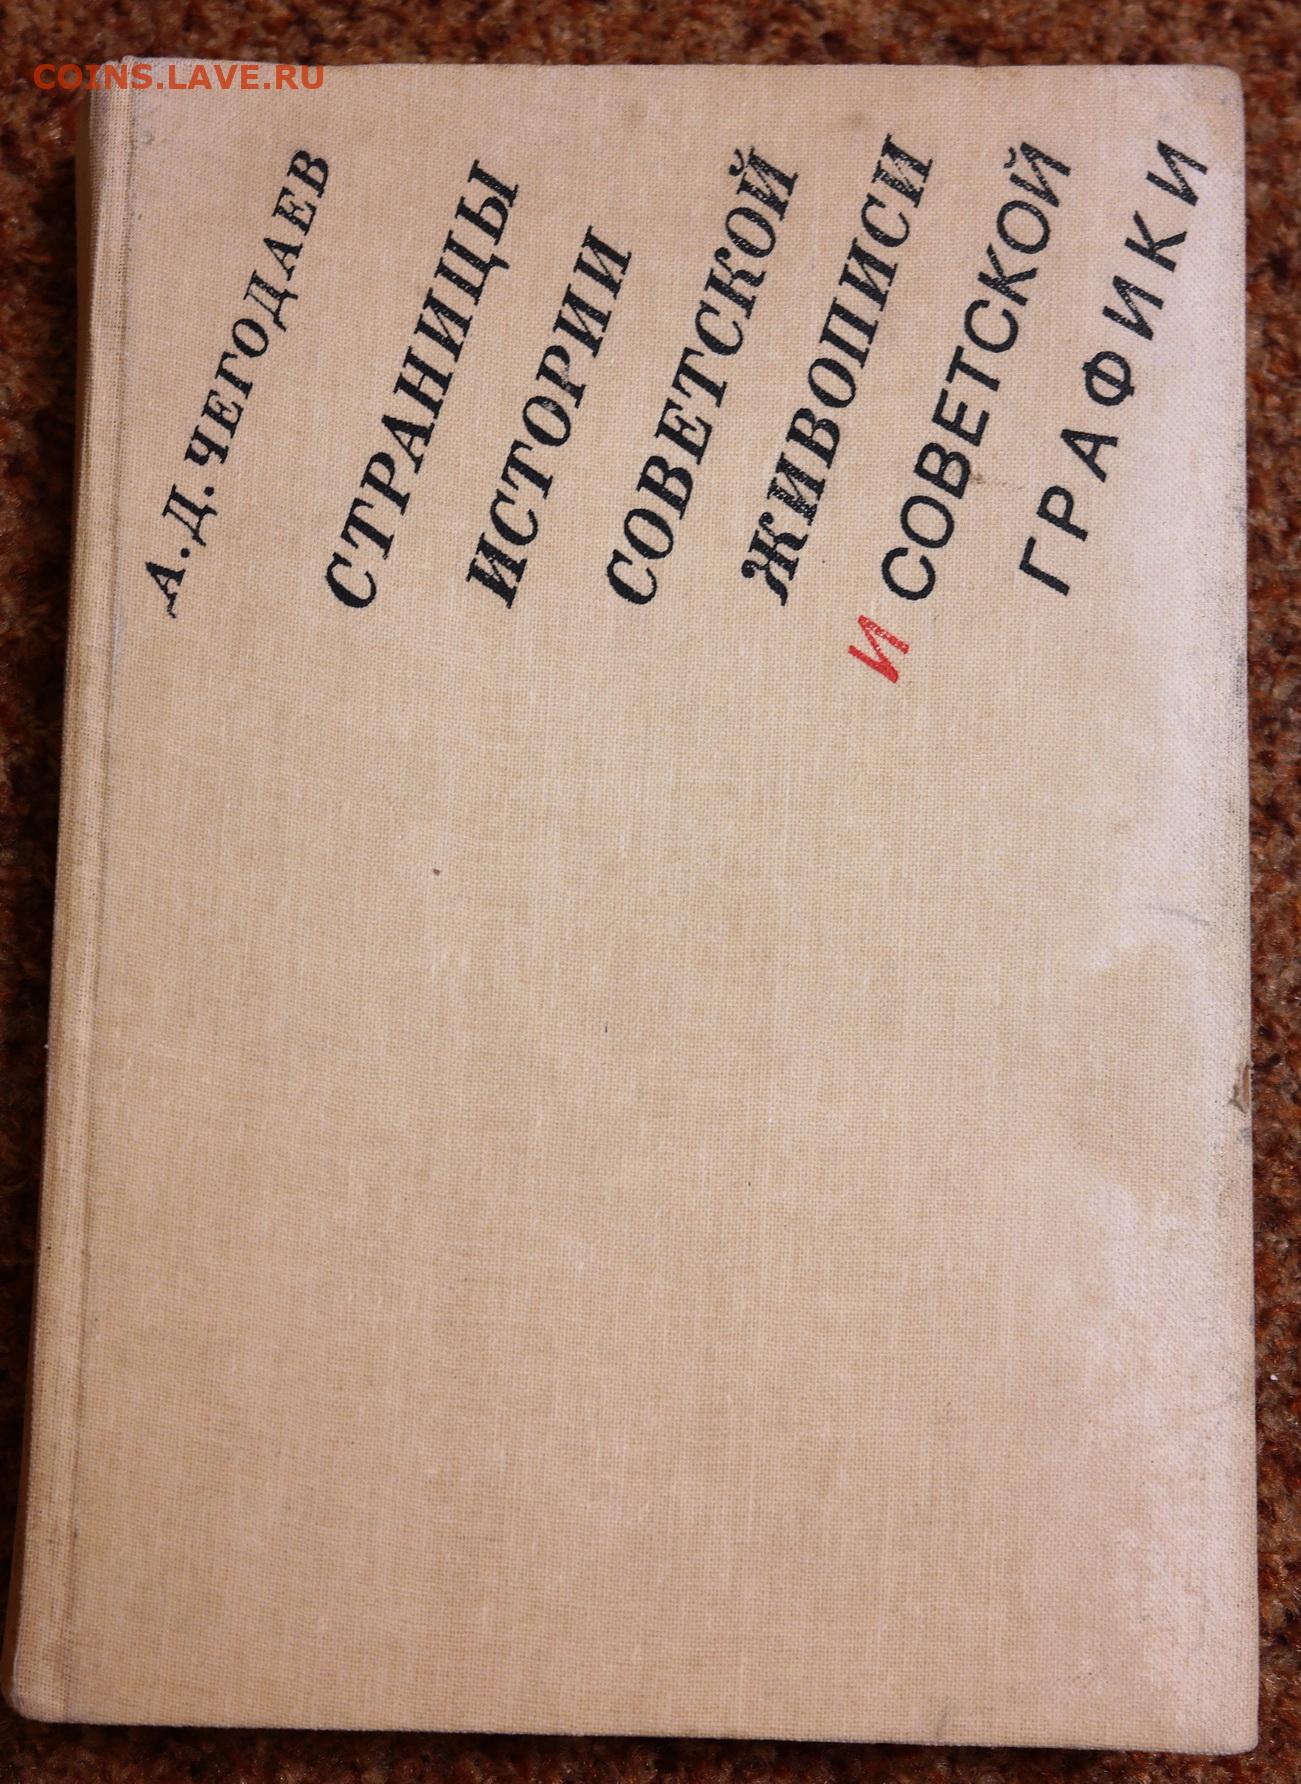 COINS.LAVE.RU
А.Д.ЧЕГОДАЕВ
СТРАНИЦЫ
ИСТОРИИ
СОВЕТСКОЙ
ЖИВОПИСИ
И СОВЕТСКОЙ
ГРАФИКИ